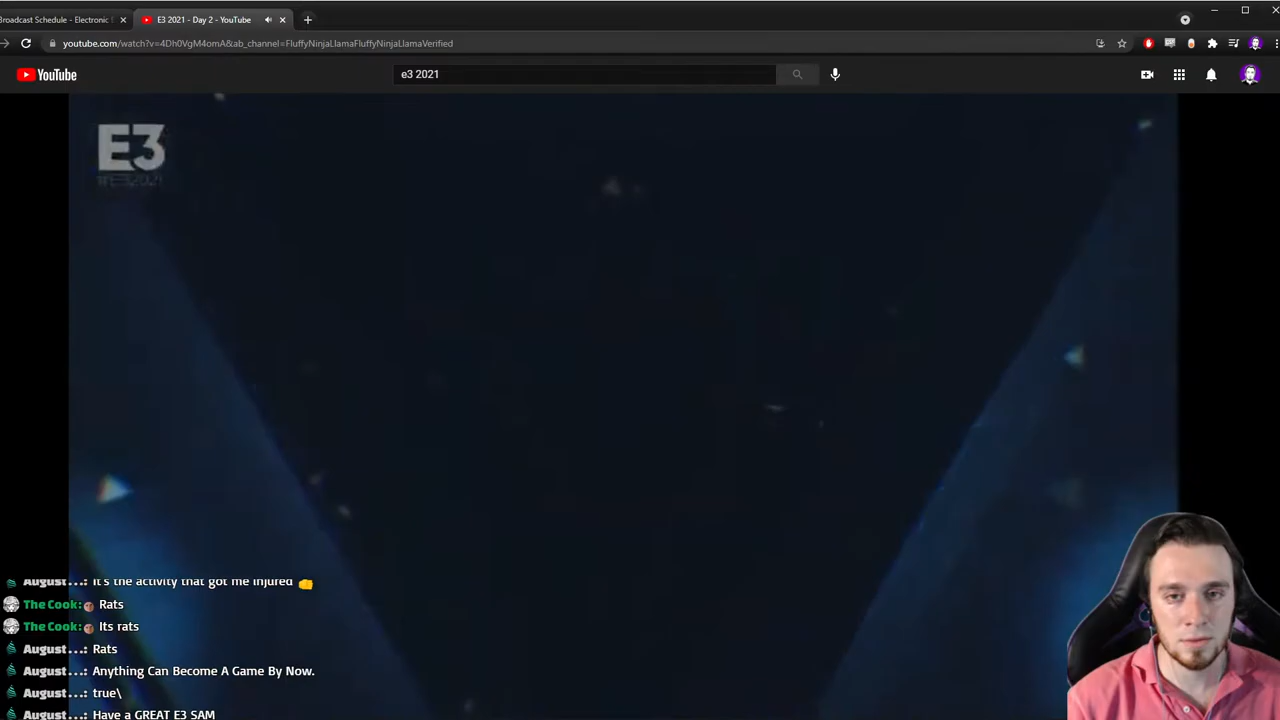 Broadcast Schedule - Electronic E
E3 2021 - Day 2 - YouTube
youtube.com/watch?v=4Dh0VgM4omA&ab_channel=FluffyNinjaLlamaFluffyNinjaLlamaVerified
YouTube
e3 2021
E3
#E32021
August...: It's the activity that got me injured
The Cook: Rats
The Cook: Its rats
August...: Rats
August...: Anything Can Become A Game By Now.
August...: true\
August...: Have a GREAT E3 SAM